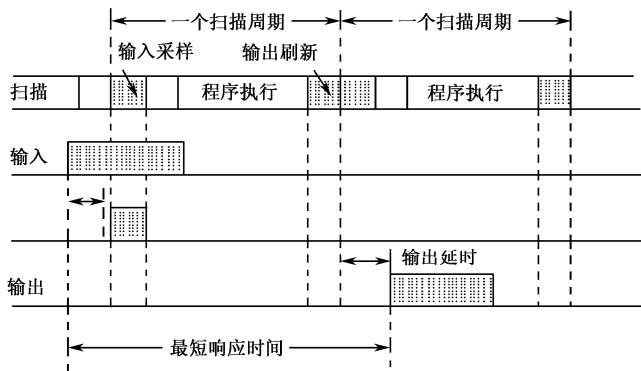 一个扫描周期
一个扫描周期
输入采样
输出刷新
扫描
程序执行
程序执行
输入
输出延时
输出
最短响应时间